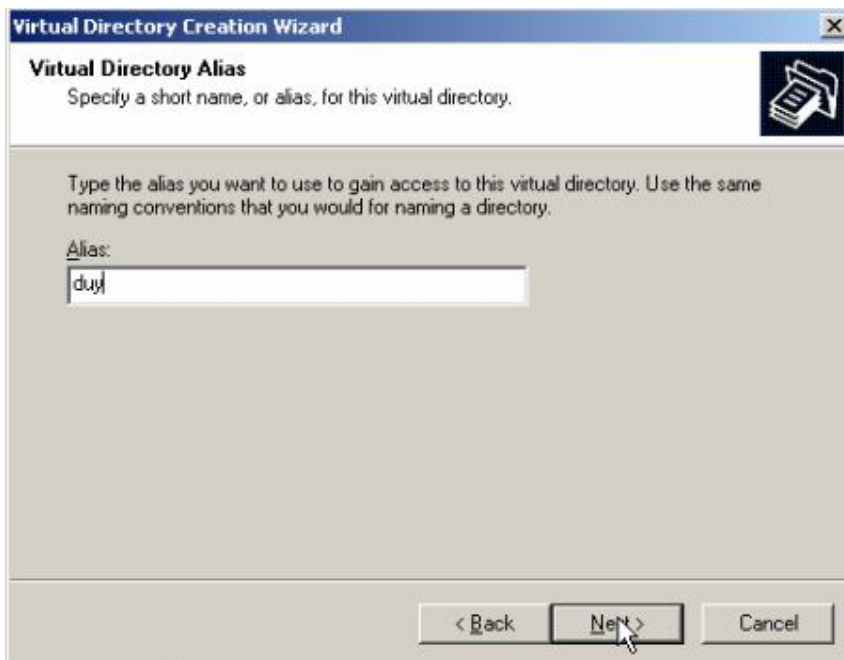 Virtual Directory Creation Wizard
Virtual Directory Alias
Specify a short name, or alias, for this virtual directory.
Type the alias you want to use to gain access to this virtual directory. Use the same
naming conventions that you would for naming a directory.
Alias:
duy
< Back Next > Cancel